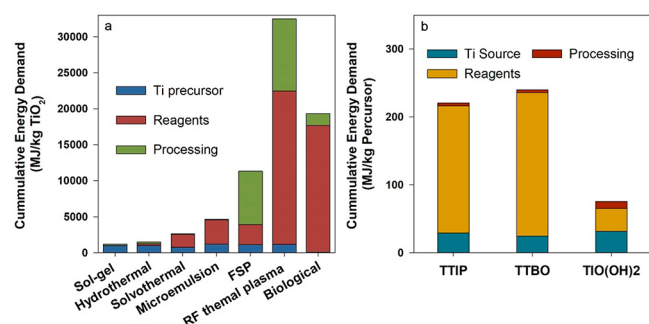 a
Cummulative Energy Demand
(MJ/kg TiO2)
30000
25000
20000
15000
10000
5000
0
Ti precursor
Reagents
Processing
Sol-gel
Hydrothermal
Solvothermal
Microemulsion
FSP
RF themal plasma
Biological
b
Cummulative Energy Demand
(MJ/kg Percursor)
300
200
100
0
Ti Source
Processing
Reagents
TTIP
TTBO
TIO(OH)2